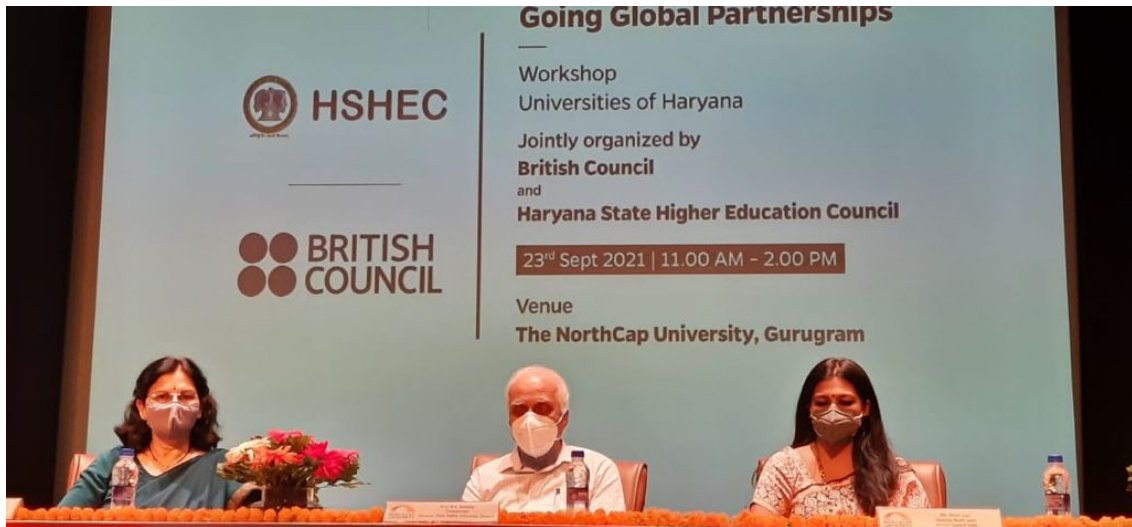 Going Global Partnerships
HSHEC
BRITISH
COUNCIL
Workshop
Universities of Haryana
Jointly organized by
British Council
and
Haryana State Higher Education Council
23rd Sept 2021 | 11.00 AM – 2.00 PM
Venue
The NorthCap University, Gurugram